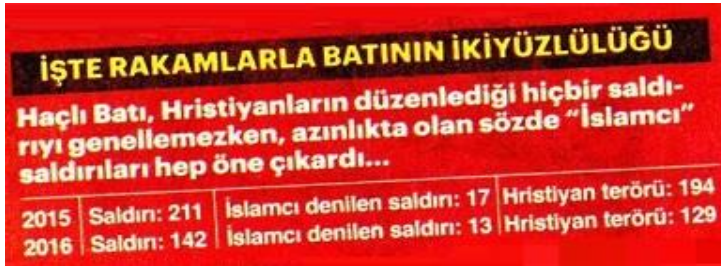 İŞTE RAKAMLARLA BATININ İKİYÜZLÜLÜĞÜ
Haçlı Batı, Hristiyanların düzenlediği hiçbir saldı-
rıyı genellemezken, azınlıkta olan sözde “İslamcı”
saldırıları hep öne çıkardı...
2015 Saldırı: 211 İslamcı denilen saldırı: 17 Hristiyan terörü: 194
2016 Saldırı: 142 İslamcı denilen saldırı: 13 Hristiyan terörü: 129